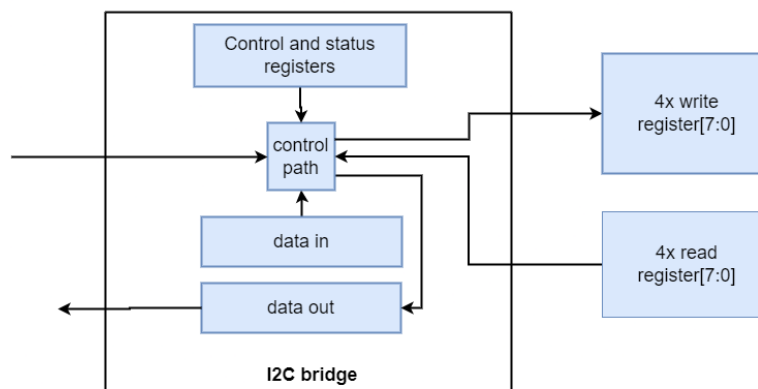 Control and status
registers
4x write
register[7:0]
control
path
data in
4x read
register[7:0]
data out
I2C bridge